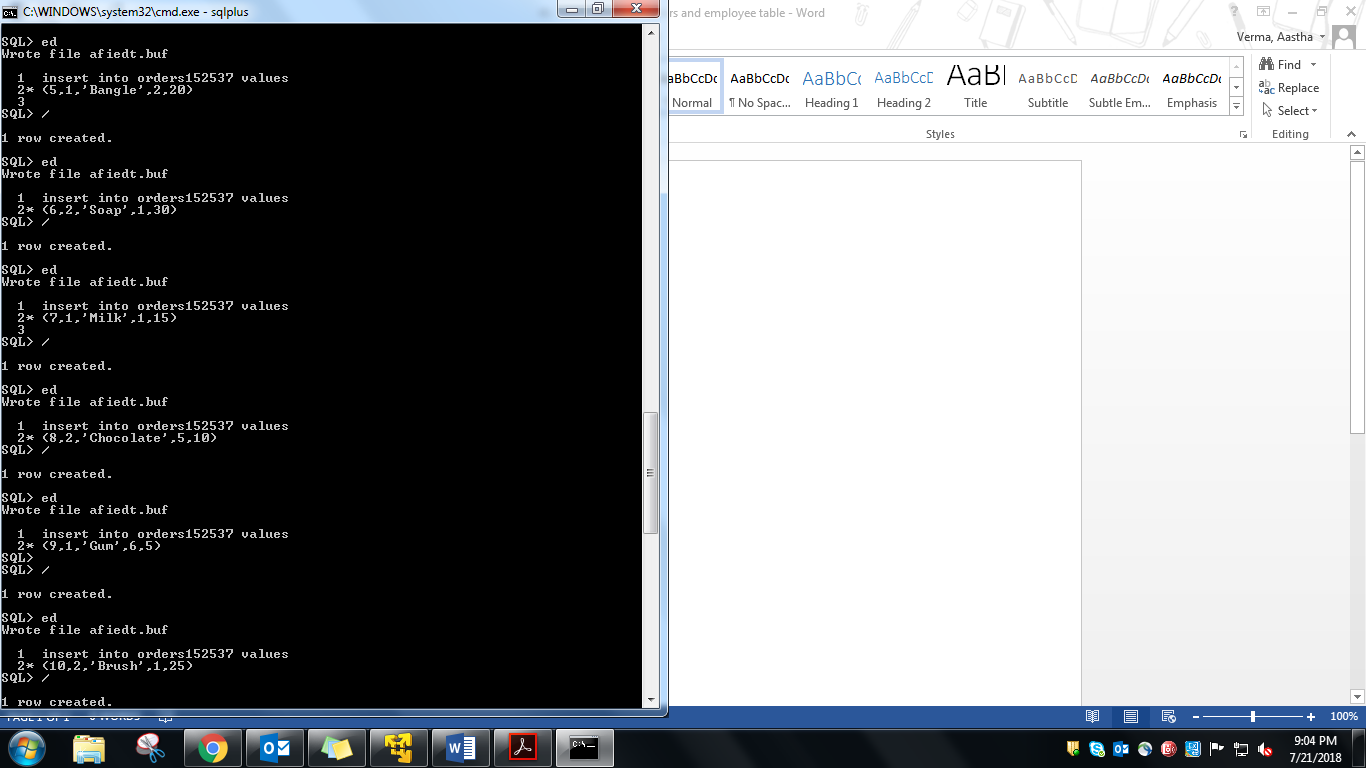 C:\WINDOWS\system32\cmd.exe - sqlplus
SQL> ed
Wrote file afiedt.buf
1 insert into orders152537 values
2* (5,1,'Bangle',2,20)
3
SQL> /
1 row created.
SQL> ed
Wrote file afiedt.buf
1 insert into orders152537 values
2* (6,2,'Soap',1,30)
SQL> /
1 row created.
SQL> ed
Wrote file afiedt.buf
1 insert into orders152537 values
2* (7,1,'Milk',1,15)
3
SQL> /
1 row created.
SQL> ed
Wrote file afiedt.buf
1 insert into orders152537 values
2* (8,2,'Chocolate',5,10)
SQL> /
1 row created.
SQL> ed
Wrote file afiedt.buf
1 insert into orders152537 values
2* (9,1,'Gum',6,5)
SQL>
SQL> /
1 row created.
SQL> ed
Wrote file afiedt.buf
1 insert into orders152537 values
2* (10,2,'Brush',1,25)
SQL> /
1 row created.
rs and employee table - Word
Verma, Aastha
aBbCcDc AaBbCcDc AaBbCc AaBbCcD AaBl AaBbCcD AaBbCcDc AaBbCcDc
Normal ¶ No Spac... Heading 1 Heading 2 Title Subtitle Subtle Em... Emphasis
Styles
Find
Replace
Select
Editing
100%
9:04 PM
7/21/2018